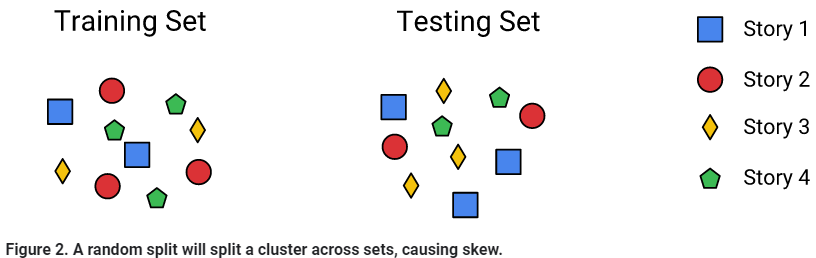 Training Set
Testing Set
Story 1
Story 2
Story 3
Story 4
Figure 2. A random split will split a cluster across sets, causing skew.